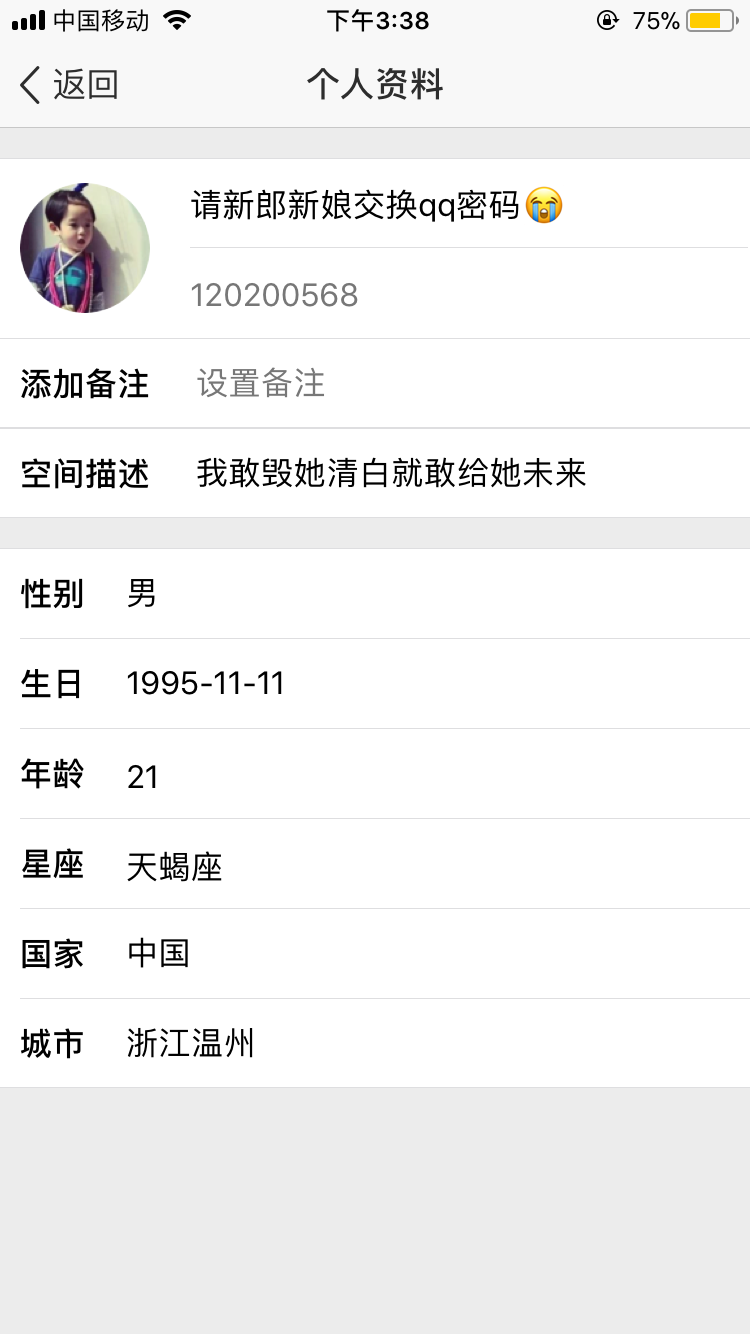 中国移动 下午3:38 75%
返回 个人资料
请新郎新娘交换qq密码😭
120200568
添加备注 设置备注
空间描述 我敢毁她清白就敢给她未来
性别 男
生日 1995-11-11
年龄 21
星座 天蝎座
国家 中国
城市 浙江温州